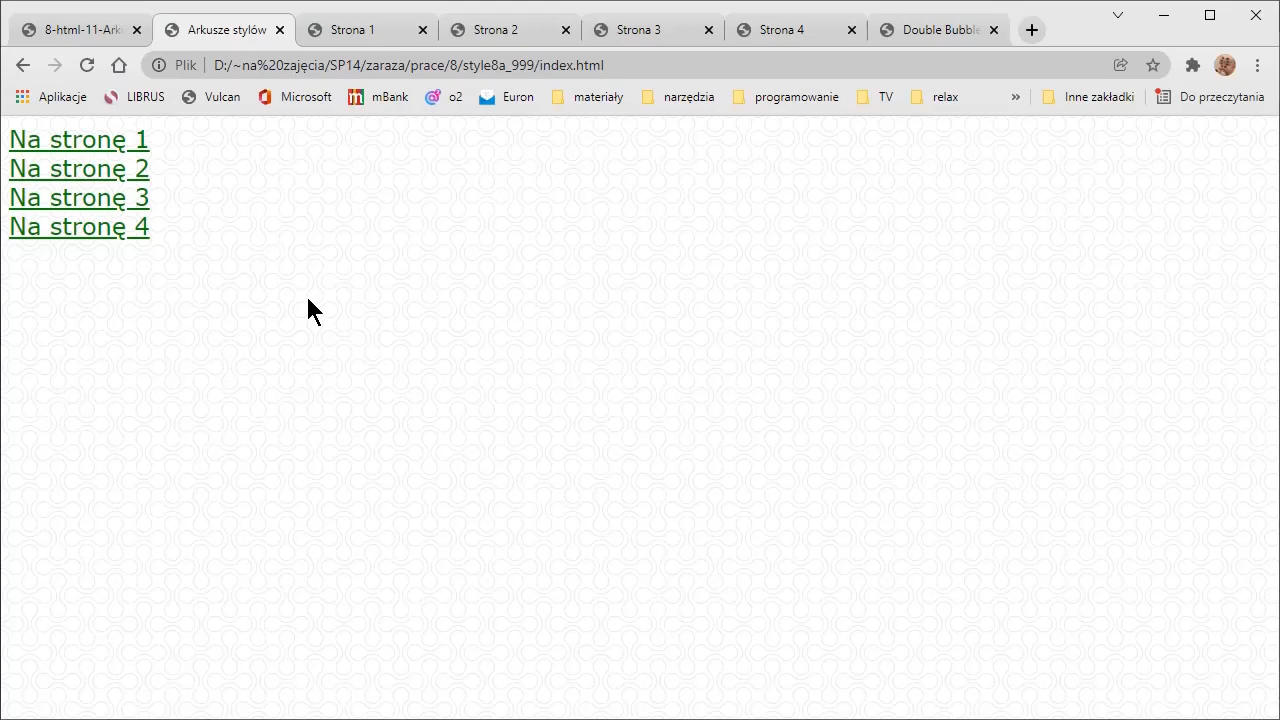 8-html-11-Ark
Arkusze stylów
Strona 1
Strona 2
Strona 3
Strona 4
Double Bubble
Plik D:/~na%20zajęcia/SP14/zaraza/prace/8/style8a_999/index.html
Aplikacje LIBRUS Vulcan Microsoft mBank o2 Euron materiały narzędzia programowanie TV relax » Inne zakładki Do przeczytania
Na stronę 1
Na stronę 2
Na stronę 3
Na stronę 4